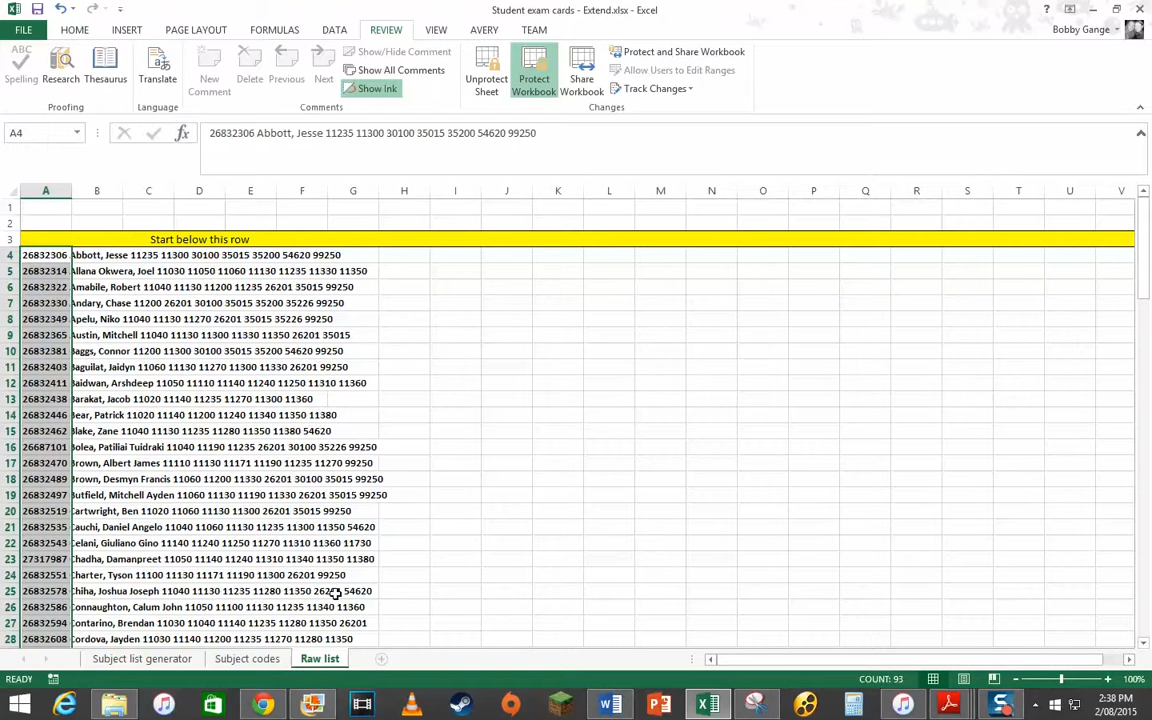 Student exam cards - Extend.xlsx - Excel
FILE HOME INSERT PAGE LAYOUT FORMULAS DATA REVIEW VIEW AVERY TEAM Bobby Gange
ABC
Spelling Research Thesaurus Translate New Comment Delete Previous Next Show/Hide Comment Show All Comments Show Ink Unprotect Sheet Protect Workbook Share Workbook Protect and Share Workbook Allow Users to Edit Ranges Track Changes
Proofing Language Comments Changes
A4 fx 26832306 Abbott, Jesse 11235 11300 30100 35015 35200 54620 99250
A B C D E F G H I J K L M N O P Q R S T U V
1
2
3 Start below this row
4 26832306 Abbott, Jesse 11235 11300 30100 35015 35200 54620 99250
5 26832314 Allana Okwera, Joel 11030 11050 11060 11130 11235 11330 11350
6 26832322 Amabile, Robert 11040 11130 11200 11235 26201 35015 99250
7 26832330 Andary, Chase 11200 26201 30100 35015 35200 35226 99250
8 26832349 Apelu, Niko 11040 11130 11270 26201 35015 35226 99250
9 26832365 Austin, Mitchell 11040 11130 11300 11330 11350 26201 35015
10 26832381 Baggs, Connor 11200 11300 30100 35015 35200 54620 99250
11 26832403 Baguilat, Jaidyn 11060 11130 11270 11300 11330 26201
12 26832411 Baidwan, Arshdeep 11050 11110 11140 11240 11250 11310 11360
13 26832438 Barakat, Jacob 11020 11140 11235 11270 11300 11360
14 26832446 Bear, Patrick 11020 11140 11200 11240 11340 11350 11380
15 26832462 Blake, Zane 11040 11130 11235 11280 11350 11380 54620
16 26687101 Bolea, Patiliai Tuidraki 11040 11190 11235 26201 30100 35226 99250
17 26832470 Brown, Albert James 11110 11130 11171 11190 11235 11270 99250
18 26832489 Brown, Desmyn Francis 11060 11200 11330 26201 30100 35015 99250
19 26832497 Butfield, Mitchell Ayden 11060 11130 11190 11330 26201 35015 99250
20 26832519 Cartwright, Ben 11020 11060 11130 11235 26201 35015 99250
21 26832535 Cauchi, Daniel Angelo 11040 11060 11130 11235 11300 11350 54620
22 26832543 Celani, Giuliano Gino 11140 11240 11250 11270 11310 11360 11730
23 27317987 Chadha, Damanpreet 11050 11140 11240 11310 11340 11350 11380
24 26832551 Charter, Tyson 11100 11130 11171 11190 11300 26201 99250
25 26832578 Chiha, Joshua Joseph 11040 11130 11235 11280 11350 54620
26 26832586 Connaughton, Calum John 11050 11100 11130 11235 11340 11360
27 26832594 Contarino, Brendan 11030 11040 11140 11235 11280 11350 26201
28 26832608 Cordova, Jayden 11030 11140 11200 11235 11270 11280 11350
Subject list generator Subject codes Raw list
READY COUNT: 93 100%
2:38 PM
2/08/2015